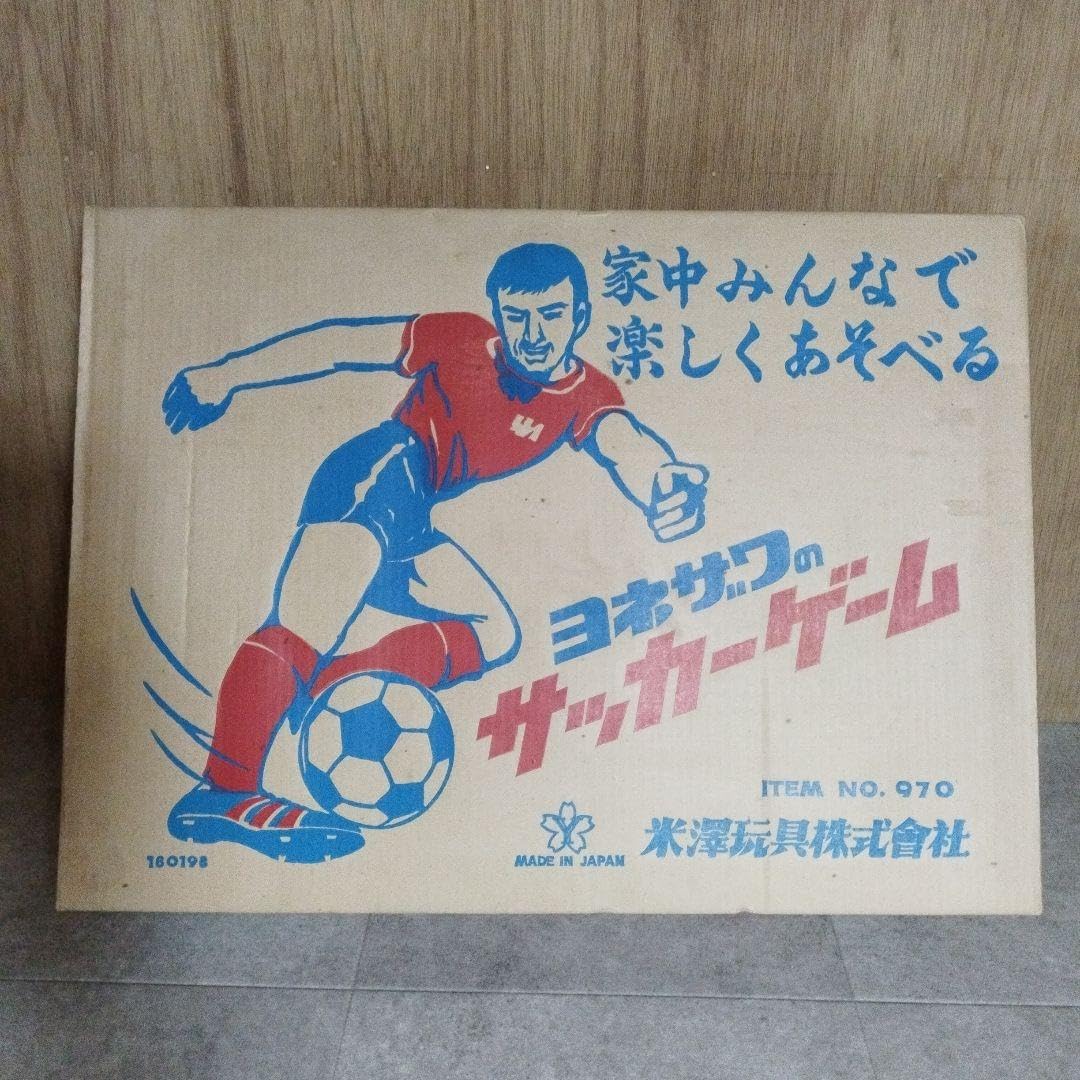 家中みんなで
楽しくあそべる
ヨネザワの
サッカーゲーム
ITEM NO. 970
米澤玩具株式會社
MADE IN JAPAN
160198